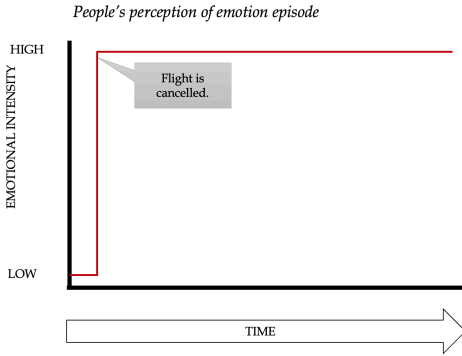 People's perception of emotion episode
HIGH
Flight is
cancelled.
EMOTIONAL INTENSITY
LOW
TIME